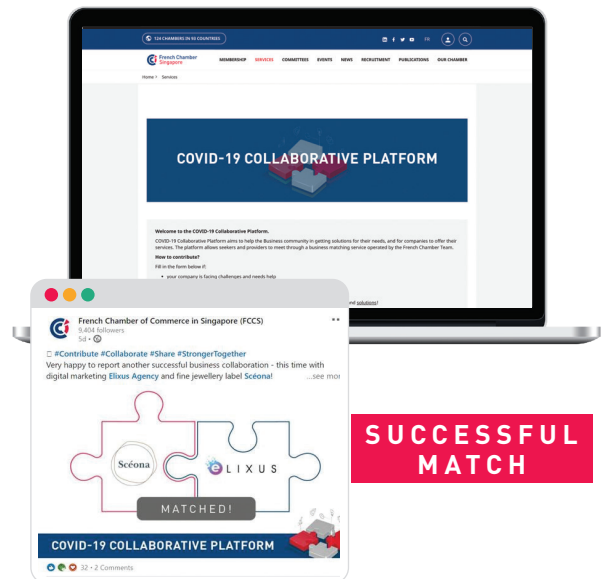 124 CHAMBERS IN 93 COUNTRIES
FR
French Chamber
Singapore
MEMBERSHIP SERVICES COMMITTEES EVENTS NEWS RECRUITMENT PUBLICATIONS OUR CHAMBER
Home › Services
COVID-19 COLLABORATIVE PLATFORM
Welcome to the COVID-19 Collaborative Platform.
COVID-19 Collaborative Platform aims to help the Business community in getting solutions for their needs, and for companies to offer their
services. The platform allows seekers and providers to meet through a business matching service operated by the French Chamber Team.
How to contribute?
Fill in the form below if:
• your company is facing challenges and needs help
and solutions!
French Chamber of Commerce in Singapore (FCCS)
9,404 followers
5d •
#Contribute #Collaborate #Share #StrongerTogether
Very happy to report another successful business collaboration - this time with
digital marketing Elixus Agency and fine jewellery label Scéona! ...see mor
Scéona
eLIXUS
MATCHED!
COVID-19 COLLABORATIVE PLATFORM
32 • 2 Comments
SUCCESSFUL
MATCH